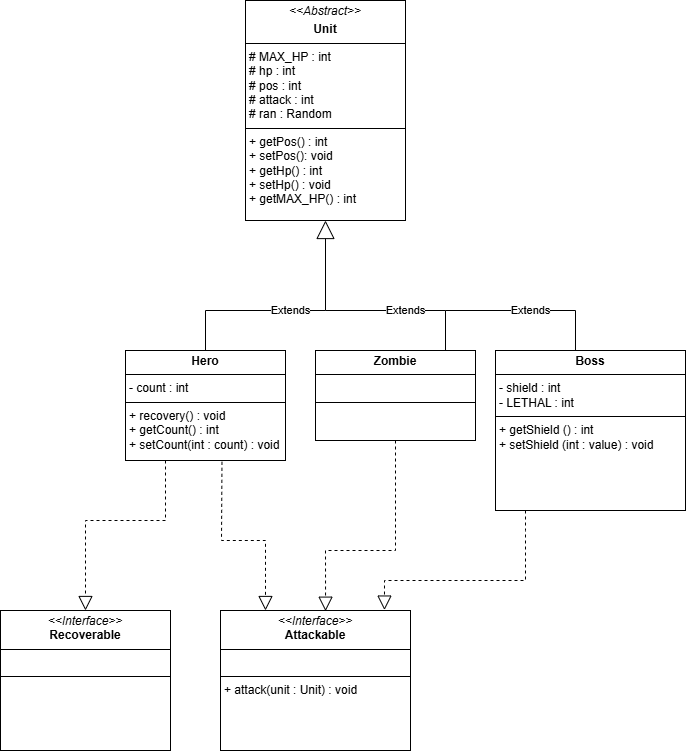 <<Abstract>>
Unit
# MAX_HP : int
# hp : int
# pos : int
# attack : int
# ran : Random
+ getPos() : int
+ setPos(): void
+ getHp() : int
+ setHp() : void
+ getMAX_HP() : int
Extends
Extends
Extends
Hero
- count : int
+ recovery() : void
+ getCount() : int
+ setCount(int : count) : void
Zombie
Boss
- shield : int
- LETHAL : int
+ getShield () : int
+ setShield (int : value) : void
<<Interface>>
Recoverable
<<Interface>>
Attackable
+ attack(unit : Unit) : void